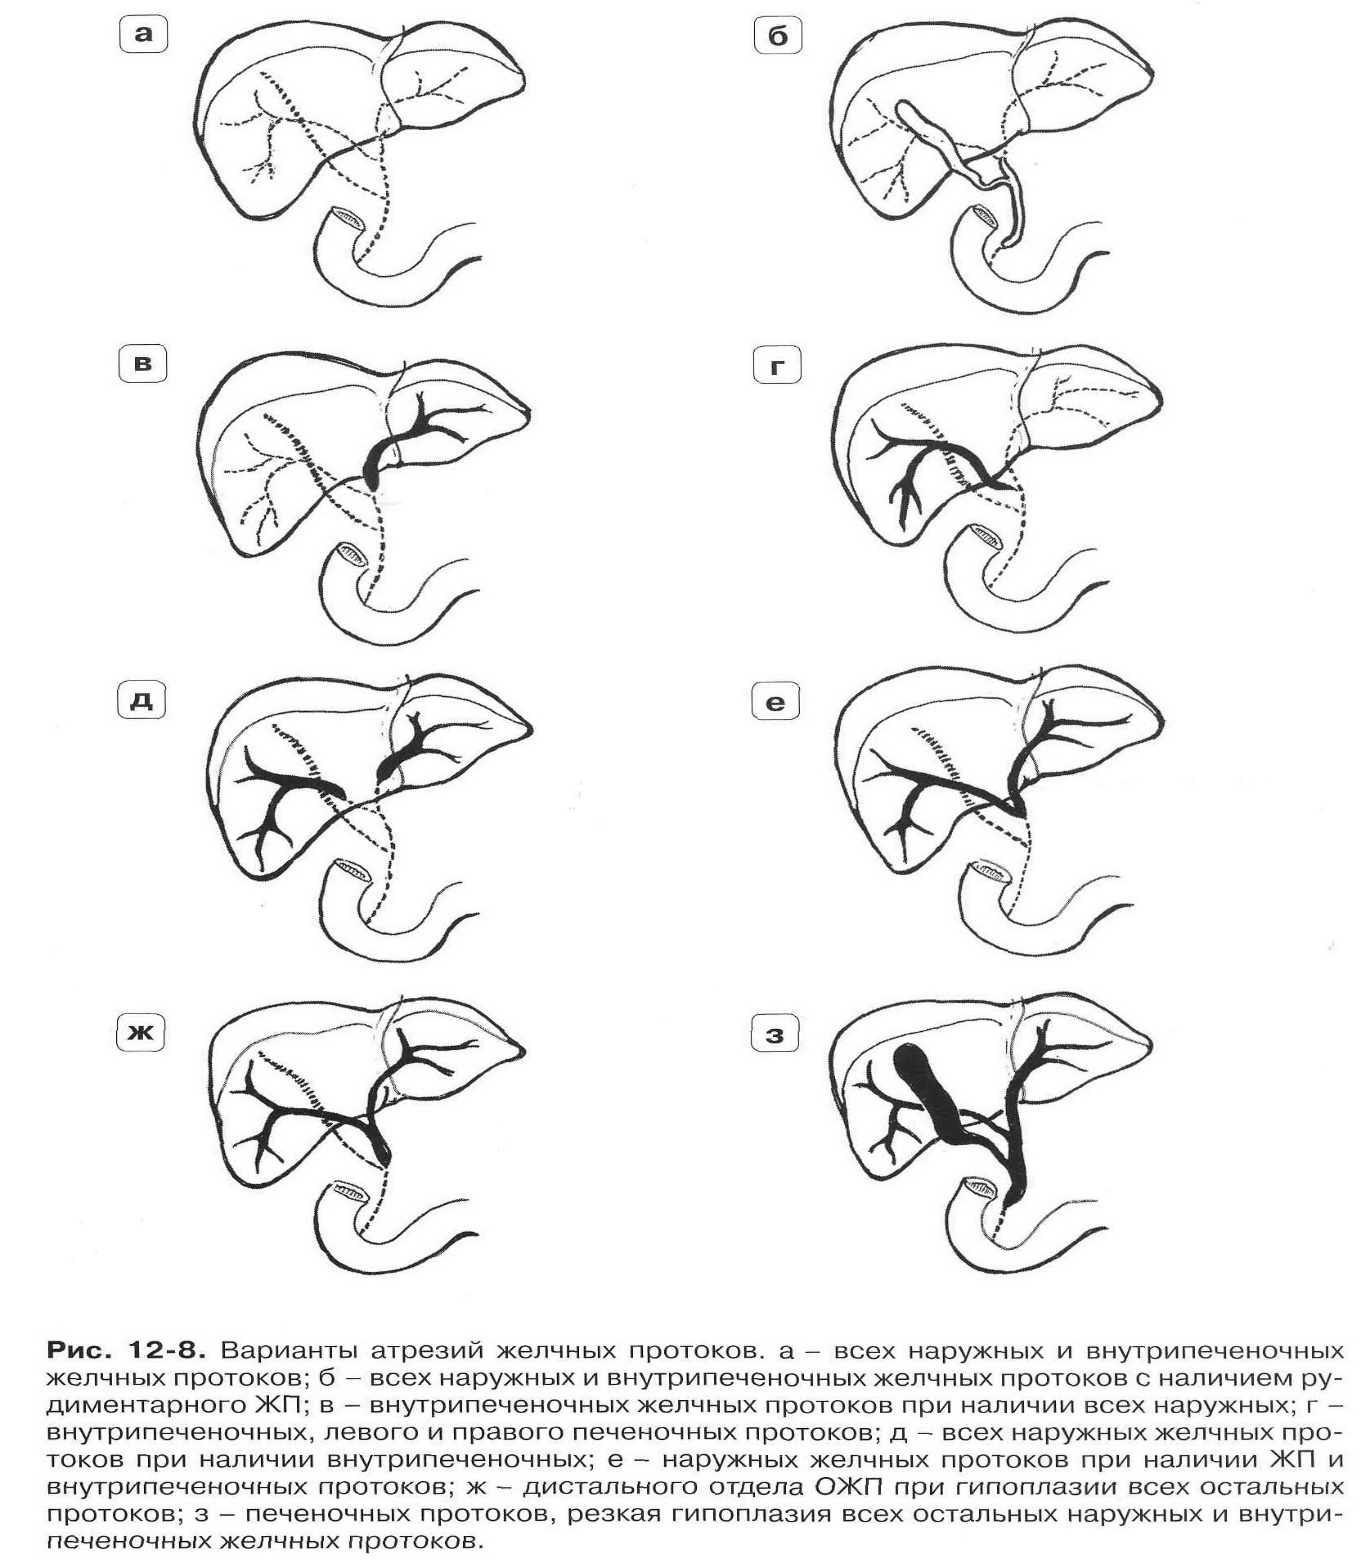 а
б
в
г
д
е
ж
з
Рис. 12-8. Варианты атрезий желчных протоков. а – всех наружных и внутрипеченочных
желчных протоков; б – всех наружных и внутрипеченочных желчных протоков с наличием ру-
диментарного ЖП; в – внутрипеченочных желчных протоков при наличии всех наружных; г –
внутрипеченочных, левого и правого печеночных протоков; д – всех наружных желчных про-
токов при наличии внутрипеченочных; е – наружных желчных протоков при наличии ЖП и
внутрипеченочных протоков; ж – дистального отдела ОЖП при гипоплазии всех остальных
протоков; з – печеночных протоков, резкая гипоплазия всех остальных наружных и внутри-
печеночных желчных протоков.